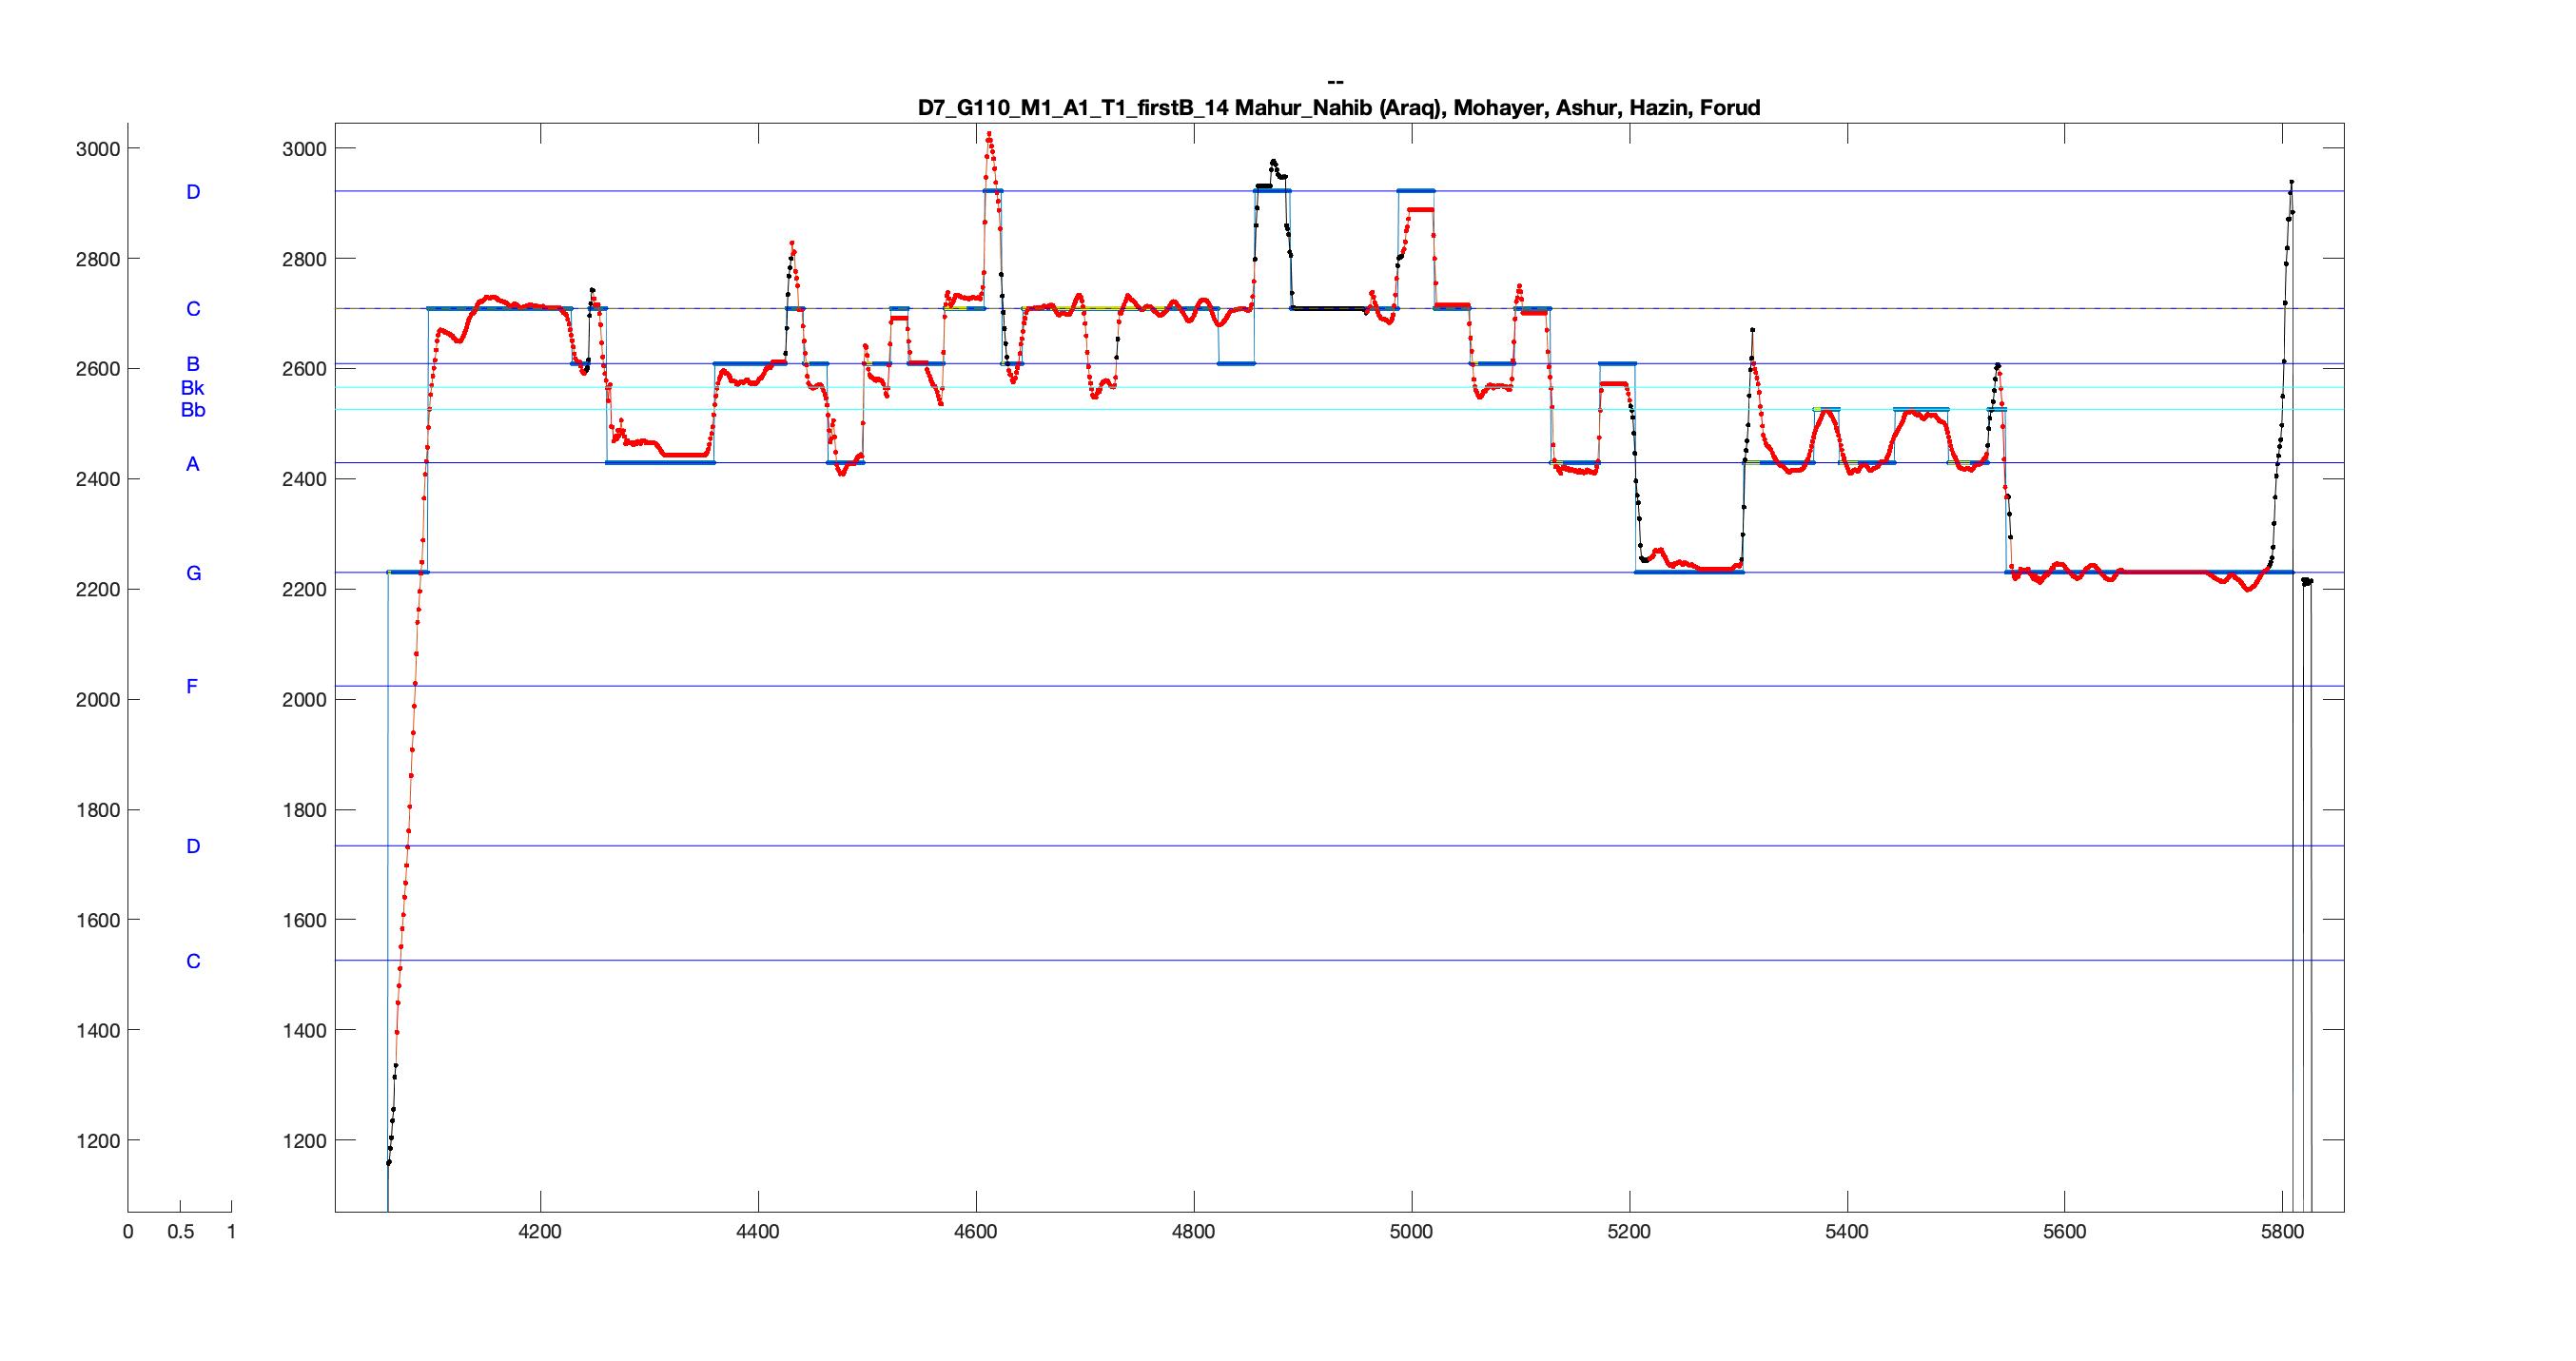 --
D7_G110_M1_A1_T1_firstB_14 Mahur_Nahib (Araq), Mohayer, Ashur, Hazin, Forud
3000 3000
D
2800 2800
C
2600 B 2600
Bk
Bb
A
2400 2400
G
2200 2200
F
2000 2000
1800 1800
D
1600 1600
C
1400 1400
1200 1200
0 0.5 1 4200 4400 4600 4800 5000 5200 5400 5600 5800